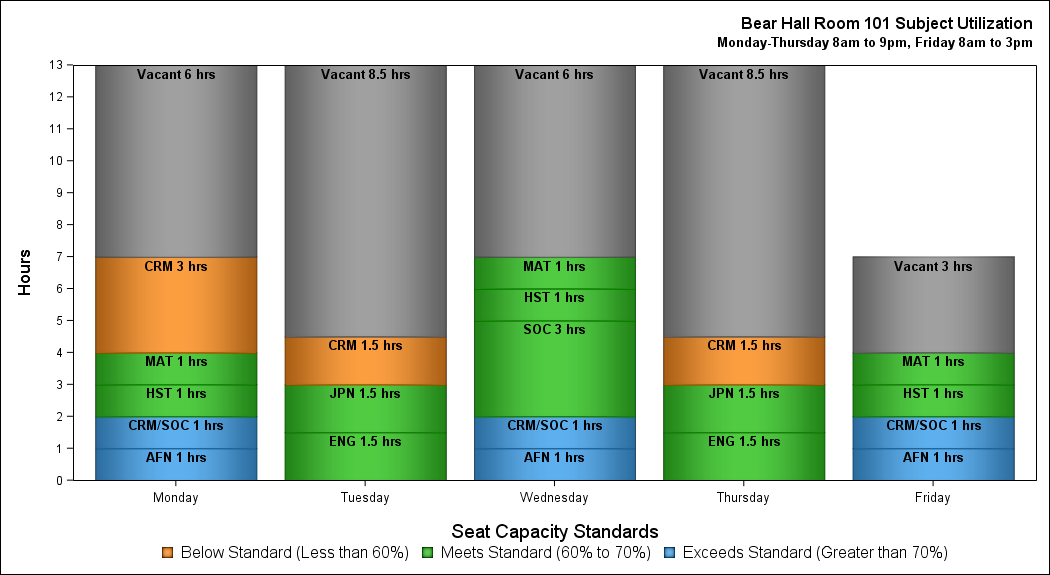 Bear Hall Room 101 Subject Utilization
Monday-Thursday 8am to 9pm, Friday 8am to 3pm
Hours
13
12
11
10
9
8
7
6
5
4
3
2
1
0
Vacant 6 hrs
CRM 3 hrs
MAT 1 hrs
HST 1 hrs
CRM/SOC 1 hrs
AFN 1 hrs
Monday
Vacant 8.5 hrs
CRM 1.5 hrs
JPN 1.5 hrs
ENG 1.5 hrs
Tuesday
Vacant 6 hrs
MAT 1 hrs
HST 1 hrs
SOC 3 hrs
CRM/SOC 1 hrs
AFN 1 hrs
Wednesday
Vacant 8.5 hrs
CRM 1.5 hrs
JPN 1.5 hrs
ENG 1.5 hrs
Thursday
Vacant 3 hrs
MAT 1 hrs
HST 1 hrs
CRM/SOC 1 hrs
AFN 1 hrs
Friday
Seat Capacity Standards
Below Standard (Less than 60%) Meets Standard (60% to 70%) Exceeds Standard (Greater than 70%)